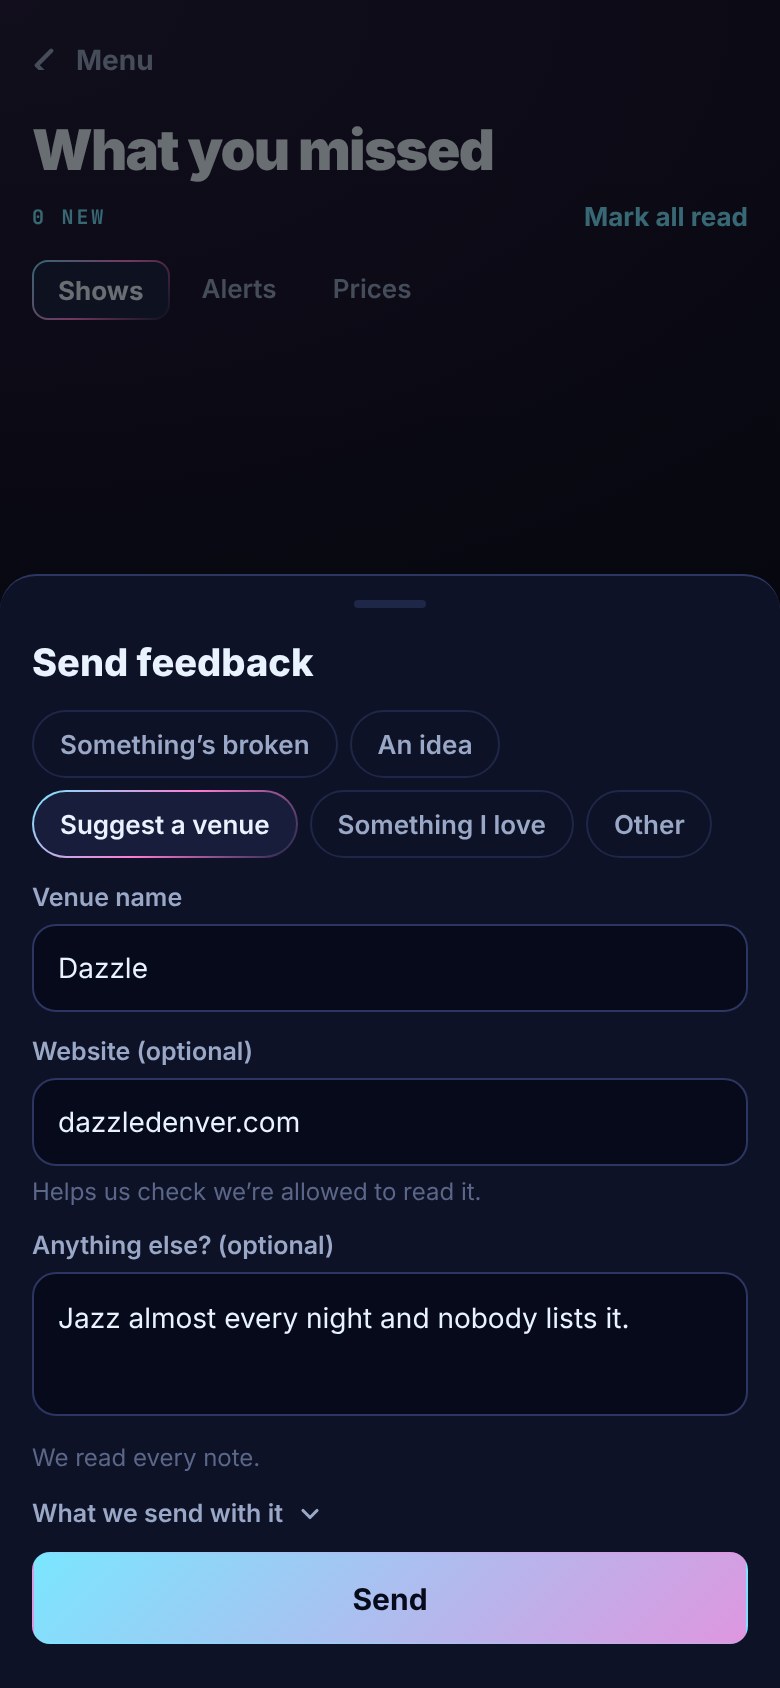 Menu
What you missed
0 NEW
Mark all read
Shows
Alerts
Prices
Send feedback
Something’s broken
An idea
Suggest a venue
Something I love
Other
Venue name
Dazzle
Website (optional)
dazzledenver.com
Helps us check we’re allowed to read it.
Anything else? (optional)
Jazz almost every night and nobody lists it.
We read every note.
What we send with it
Send